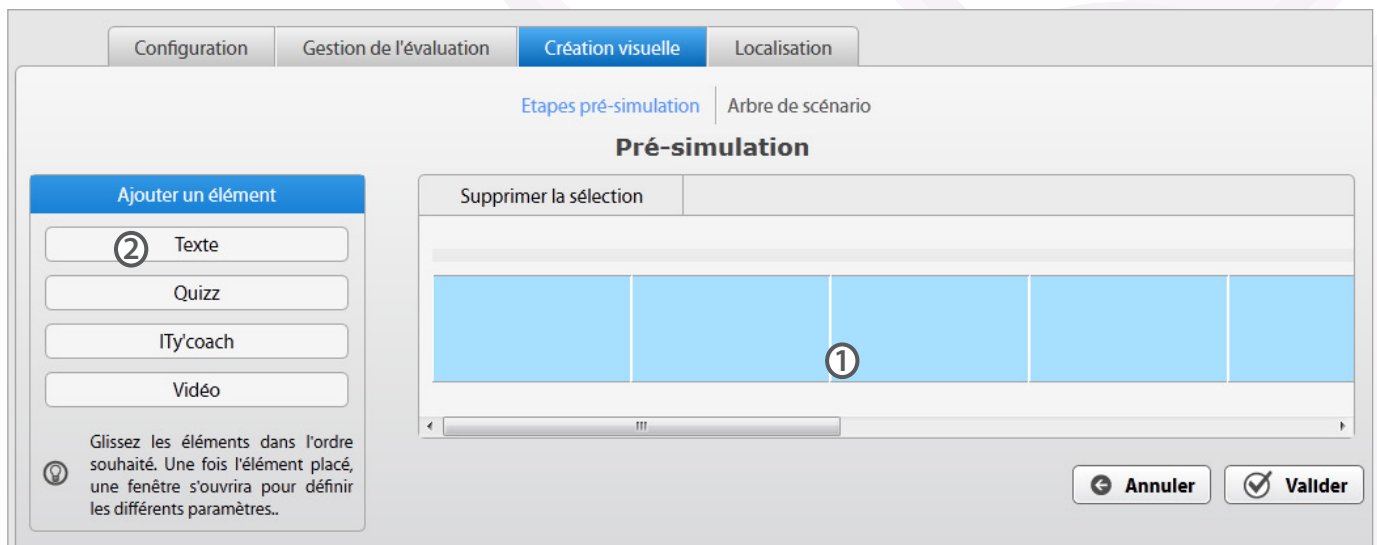 Configuration
Gestion de l'évaluation
Création visuelle
Localisation
Etapes pré-simulation
Arbre de scénario
Pré-simulation
Ajouter un élément
② Texte
Quizz
ITy'coach
Vidéo
Glissez les éléments dans l'ordre
souhaité. Une fois l'élément placé,
une fenêtre s'ouvrira pour définir
les différents paramètres..
Supprimer la sélection
①
Annuler
Valider